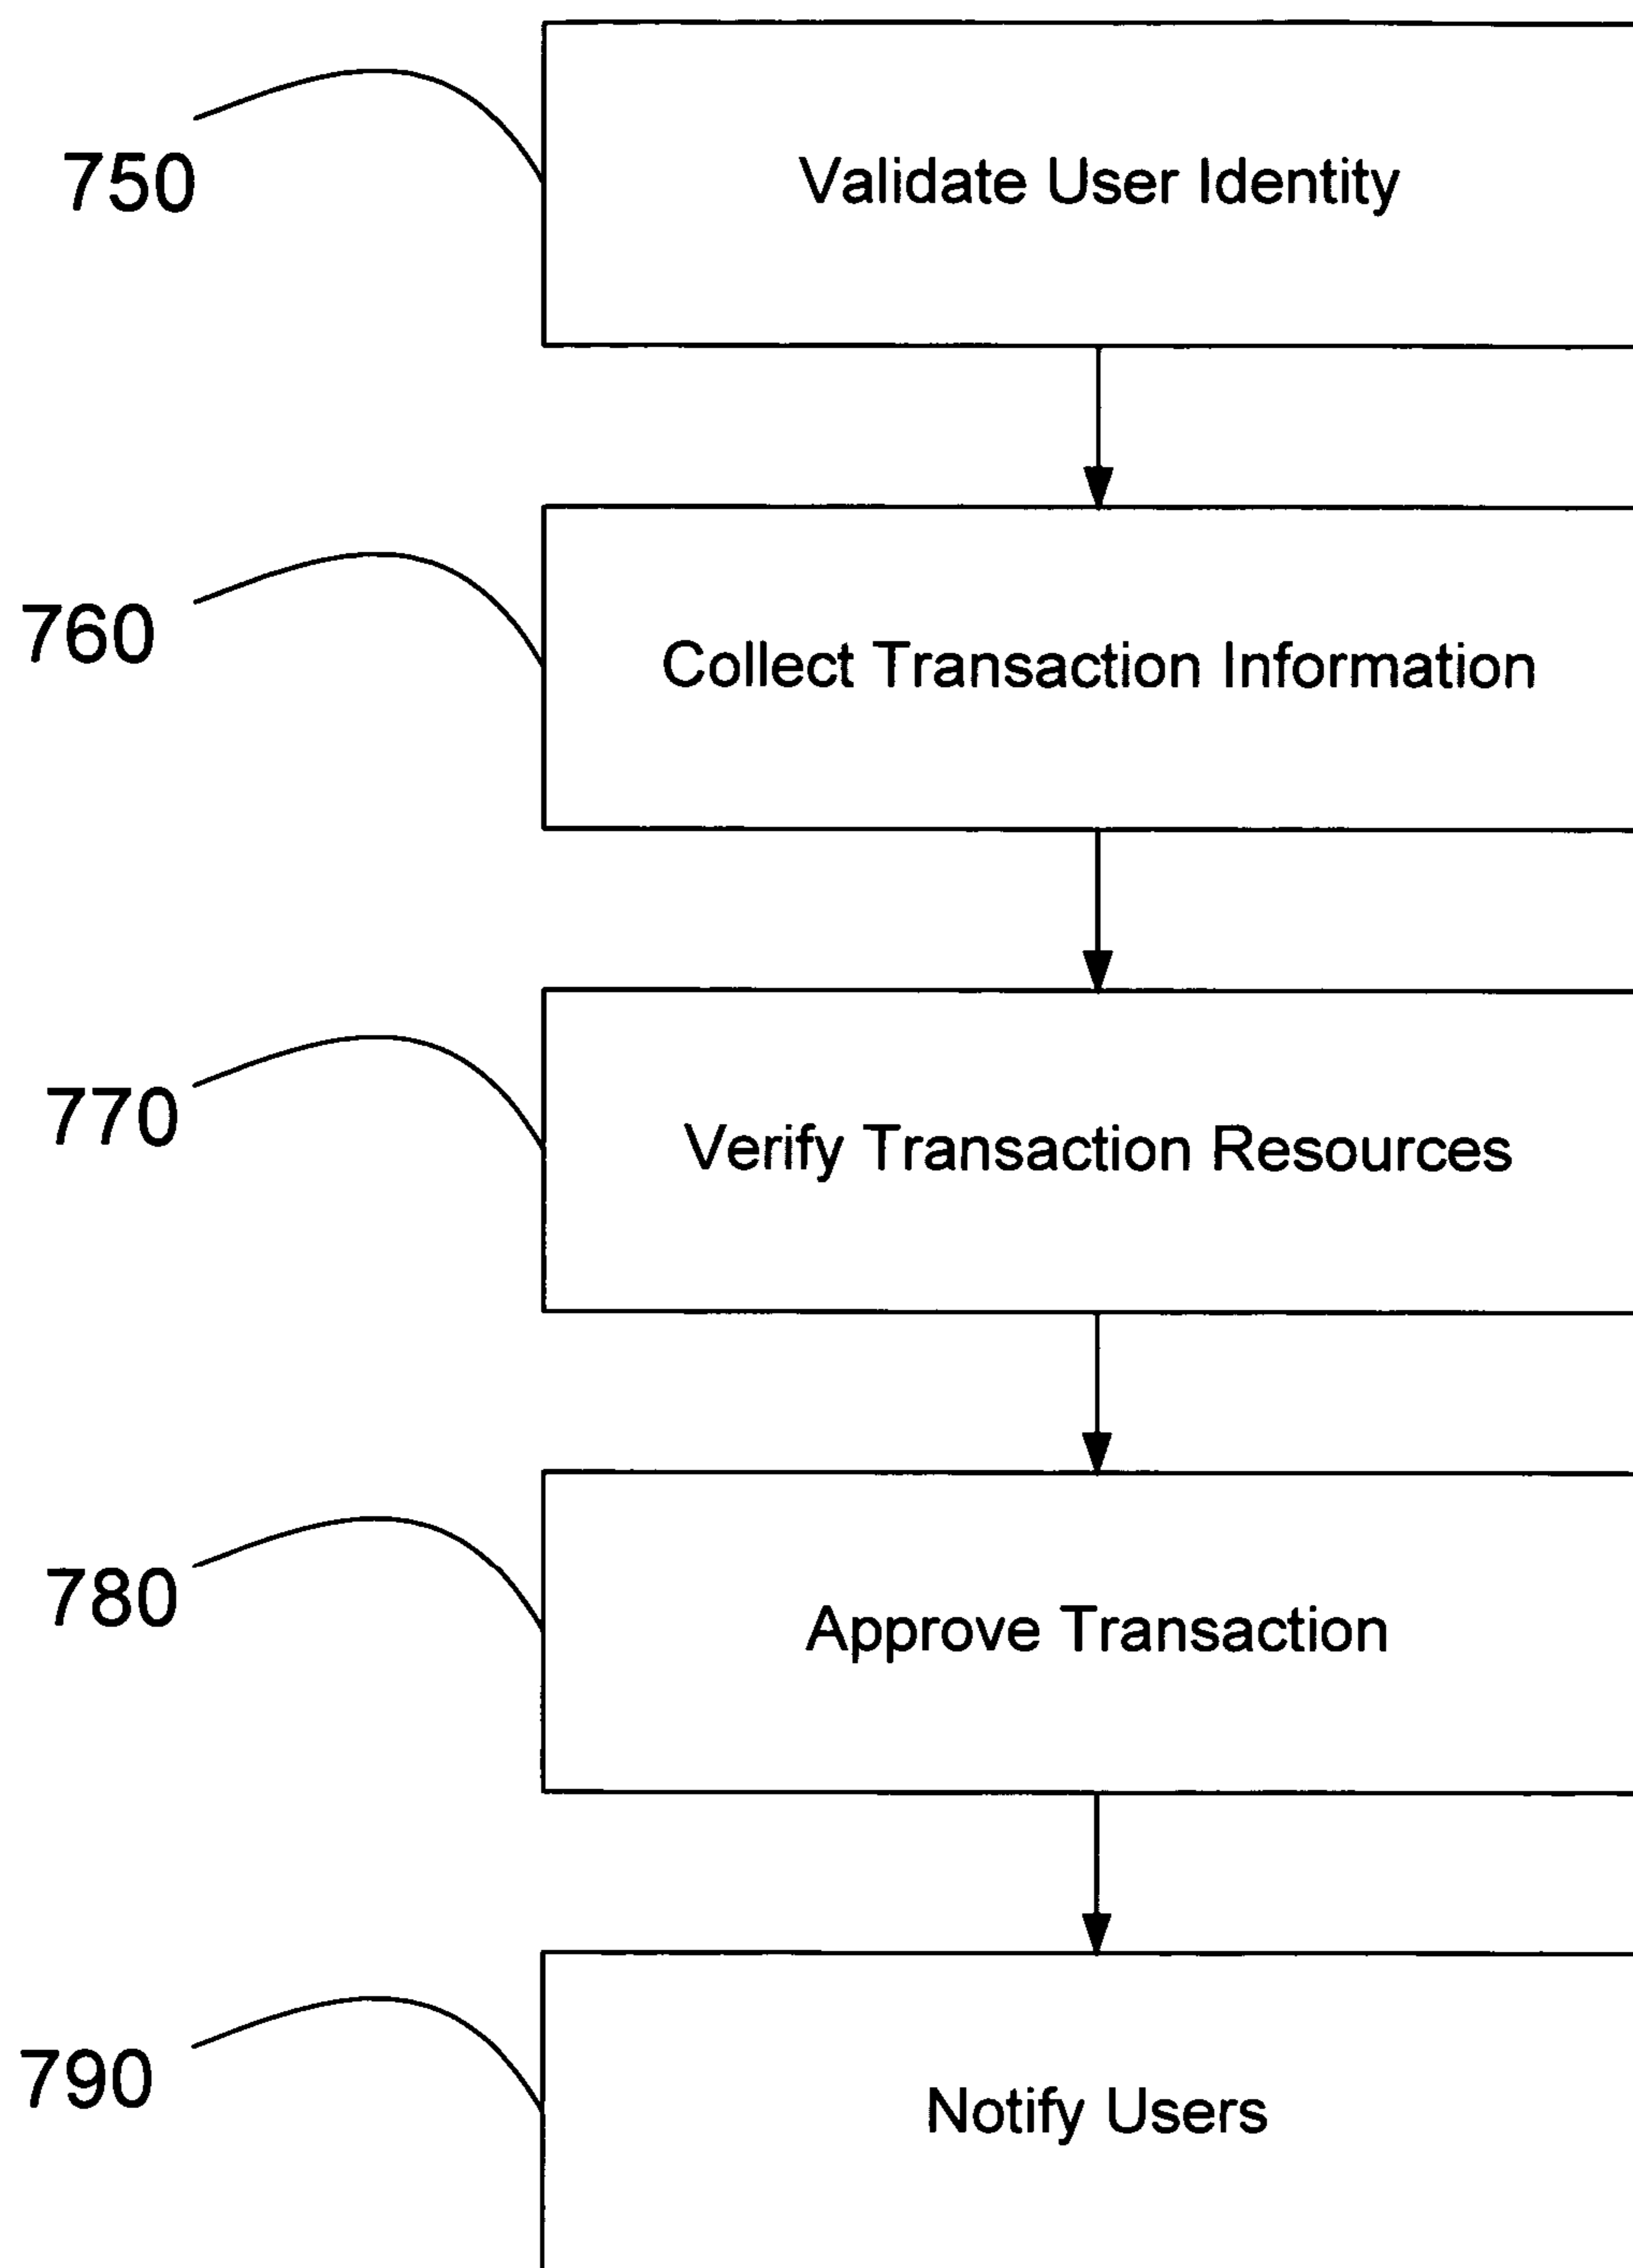 750
Validate User Identity
760
Collect Transaction Information
770
Verify Transaction Resources
780
Approve Transaction
790
Notify Users